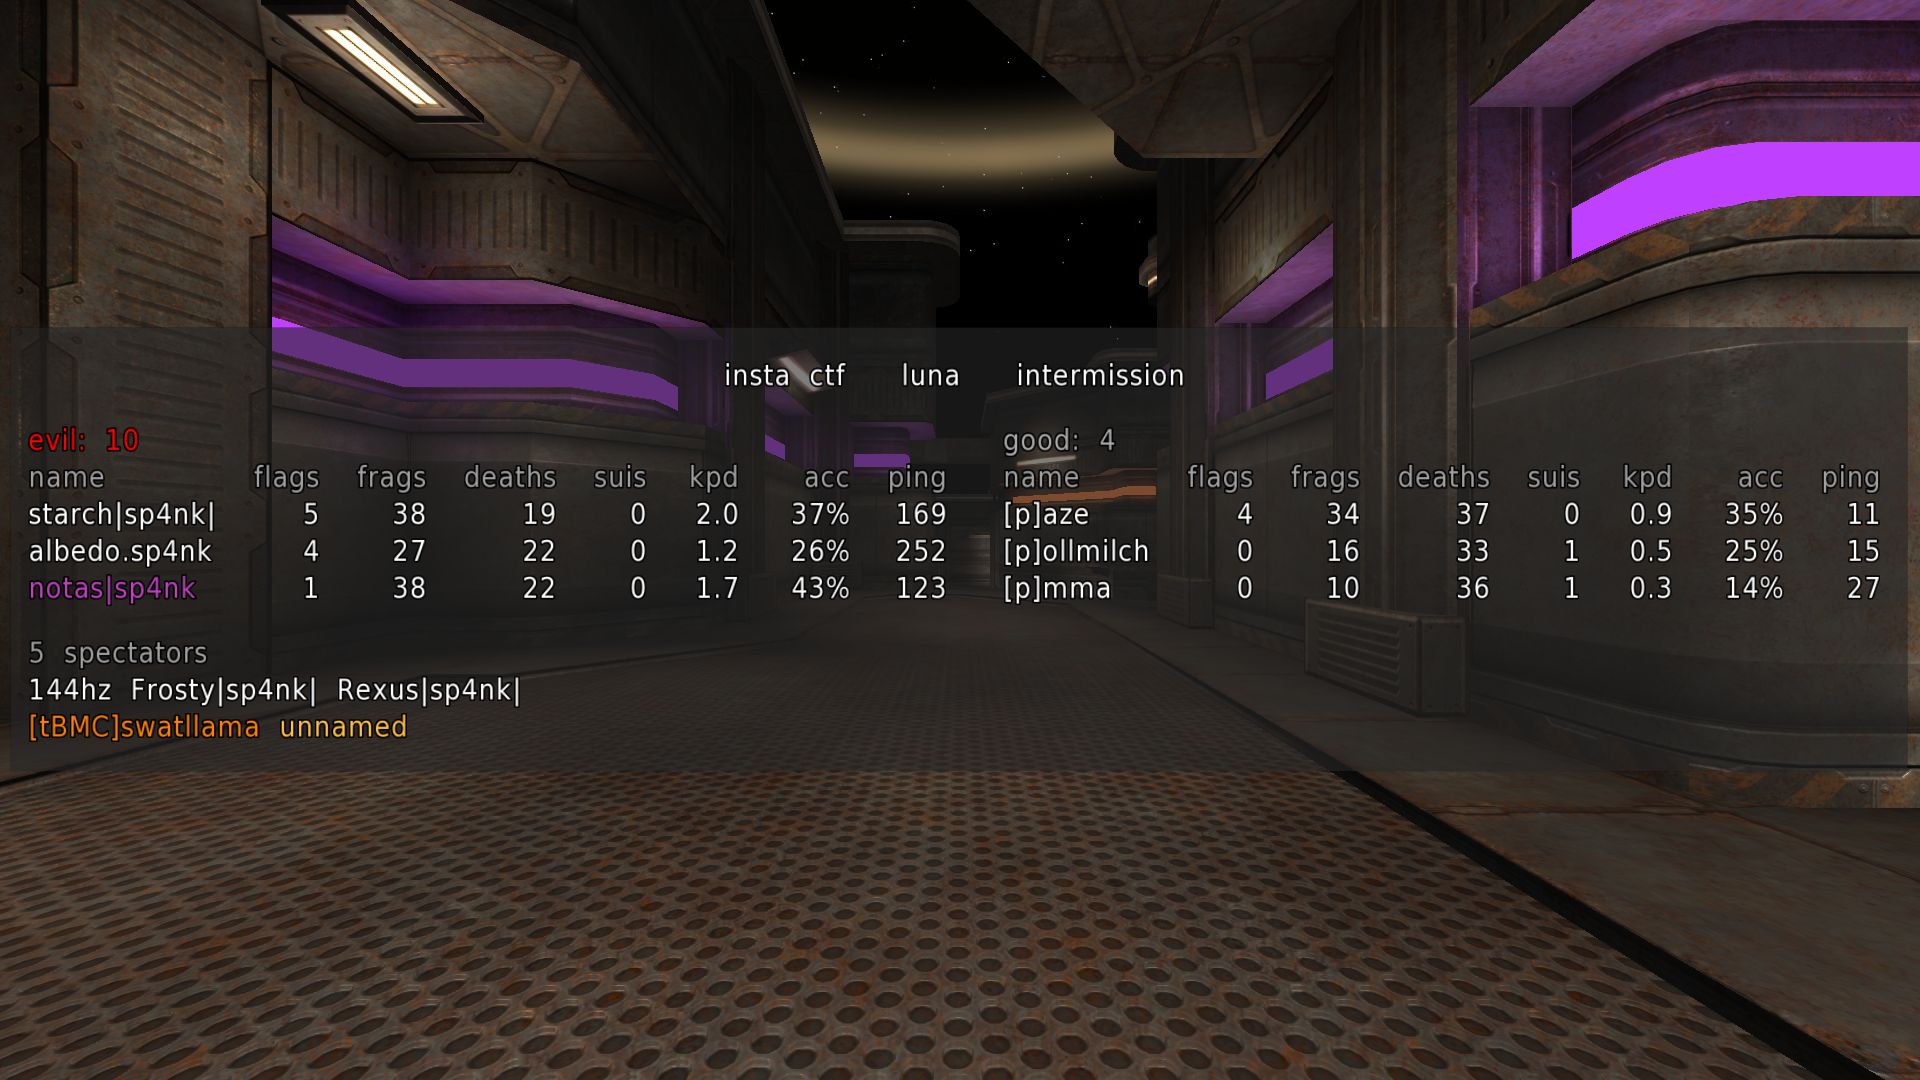 insta ctf luna intermission
evil: 10
name flags frags deaths suis kpd acc ping
starch|sp4nk| 5 38 19 0 2.0 37% 169
albedo.sp4nk 4 27 22 0 1.2 26% 252
notas|sp4nk 1 38 22 0 1.7 43% 123
good: 4
name flags frags deaths suis kpd acc ping
[p]aze 4 34 37 0 0.9 35% 11
[p]ollmilch 0 16 33 1 0.5 25% 15
[p]mma 0 10 36 1 0.3 14% 27
5 spectators
144hz Frosty|sp4nk| Rexus|sp4nk|
[tBMC]swatllama unnamed